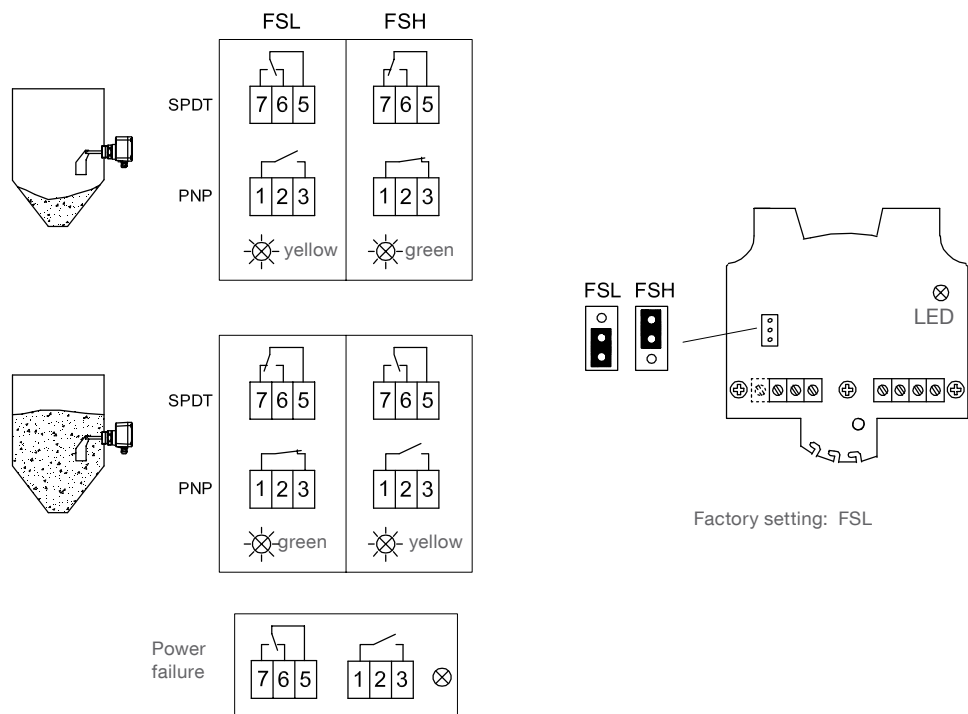 FSL FSH
SPDT 7 6 5 7 6 5
PNP 1 2 3 1 2 3
yellow green
SPDT 7 6 5 7 6 5
PNP 1 2 3 1 2 3
green yellow
Power
failure
7 6 5 1 2 3
FSL FSH
LED
Factory setting: FSL